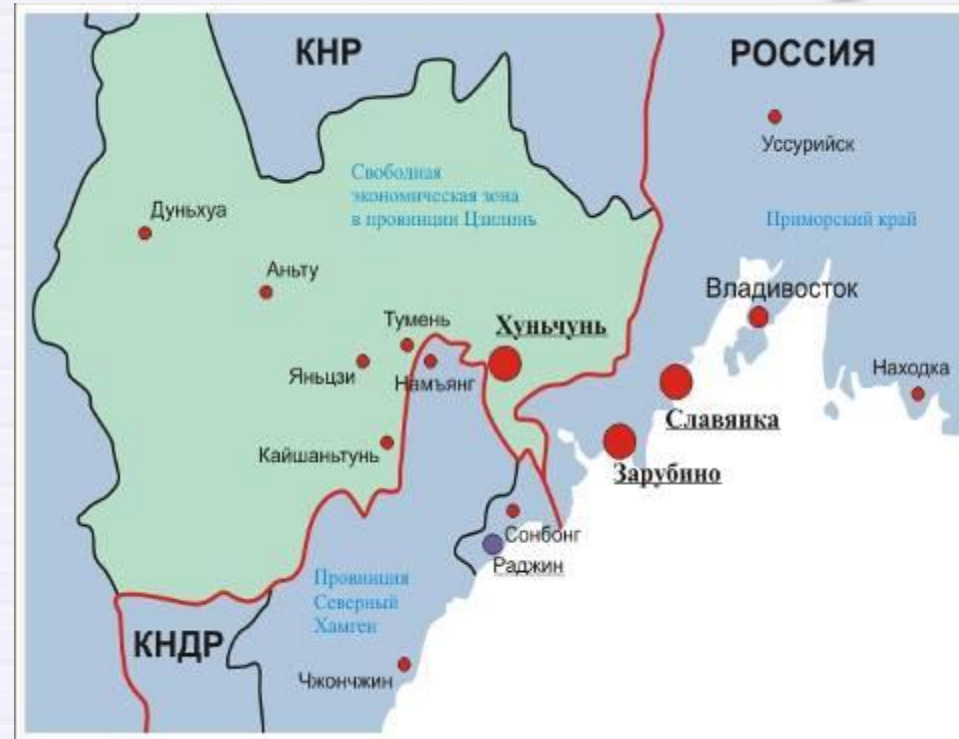 КНР
РОССИЯ
Уссурийск
Свободная
экономическая зона
в провинции Цзилинь
Дуньхуа
Приморский край
Аньту
Владивосток
Тумень
Хуньчунь
Яньцзи
Намъянг
Находка
Славянка
Кайшаньтунь
Зарубино
Сонбонг
Раджин
Провинция
Северный
Хамген
КНДР
Чжончжин